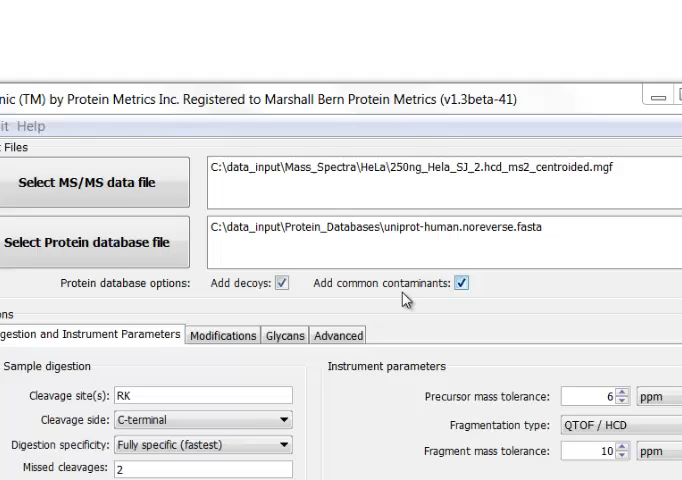 nic (TM) by Protein Metrics Inc. Registered to Marshall Bern Protein Metrics (v1.3beta-41)
it Help
t Files
Select MS/MS data file
C:\data_input\Mass_Spectra\HeLa\250ng_Hela_SJ_2.hcd_ms2_centroided.mgf
Select Protein database file
C:\data_input\Protein_Databases\uniprot-human.noreverse.fasta
Protein database options: Add decoys: Add common contaminants:
ons
gestion and Instrument Parameters Modifications Glycans Advanced
Sample digestion
Cleavage site(s): RK
Cleavage side: C-terminal
Digestion specificity: Fully specific (fastest)
Missed cleavages: 2
Instrument parameters
Precursor mass tolerance: 6 ppm
Fragmentation type: QTOF / HCD
Fragment mass tolerance: 10 ppm